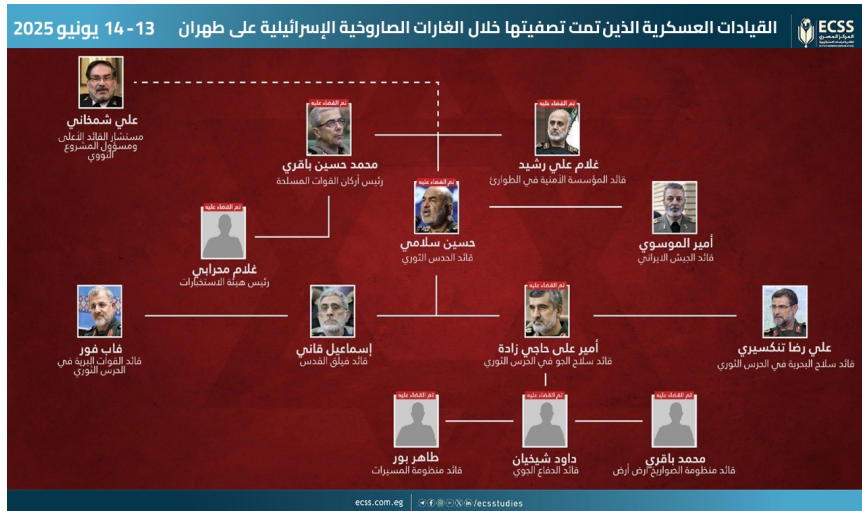 القيادات العسكرية الذين تمت تصفيتها خلال الغارات الصاروخية الإسرائيلية على طهران 13 - 14 يونيو 2025
ECSS
علي شمخاني
مستشار القائد الأعلى
ومسؤول المشروع
النووي
تم القضاء عليه
محمد حسين باقري
رئيس أركان القوات المسلحة
تم القضاء عليه
غلام علي رشيد
قائد المؤسسة الأمنية في الطوارئ
تم القضاء عليه
حسين سلامي
قائد الحدس الثوري
أمير الموسوي
قائد الجيش الايراني
تم القضاء عليه
غلام محرابي
رئيس هيئة الاستخبارات
فاب فور
قائد القوات البرية في
الحرس الثوري
إسماعيل قاني
قائد فيلق القدس
تم القضاء عليه
أمير على حاجي زادة
قائد سلاح الجو في الحرس الثوري
علي رضا تنكسيري
قائد سلاح البحرية في الحرس الثوري
تم القضاء عليه
طاهر بور
قائد منظومة المسيرات
تم القضاء عليه
داود شيخيان
قائد الدفاع الجوي
تم القضاء عليه
محمد باقري
قائد منظومة الصواريخ أرض أرض
ecss.com.eg
/ecsstudies